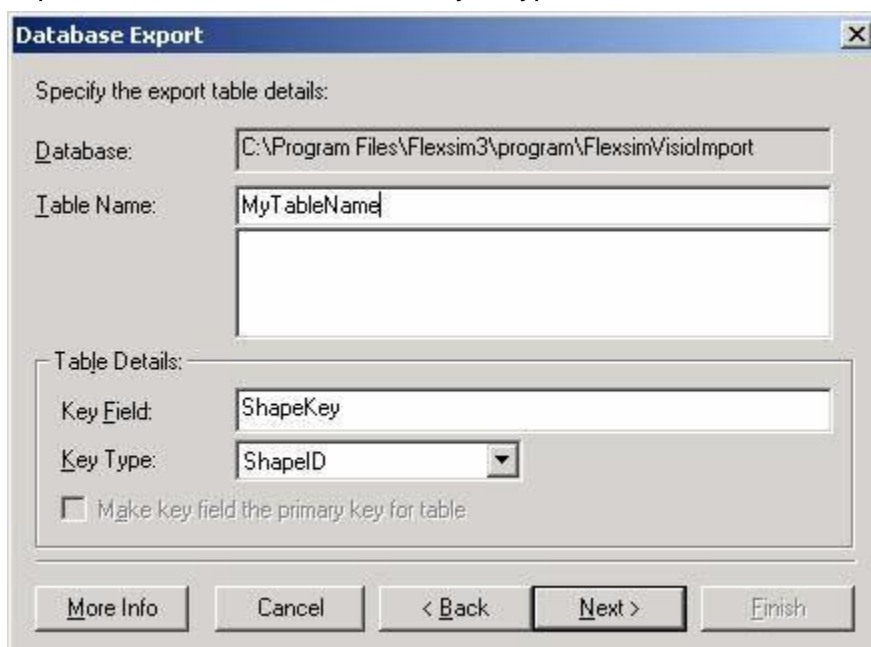 Database Export
Specify the export table details:
Database: C:\Program Files\Flexsim3\program\FlexsimVisioImport
Table Name: MyTableName
Table Details:
Key Field: ShapeKey
Key Type: ShapeID
Make key field the primary key for table
More Info Cancel < Back Next > Finish